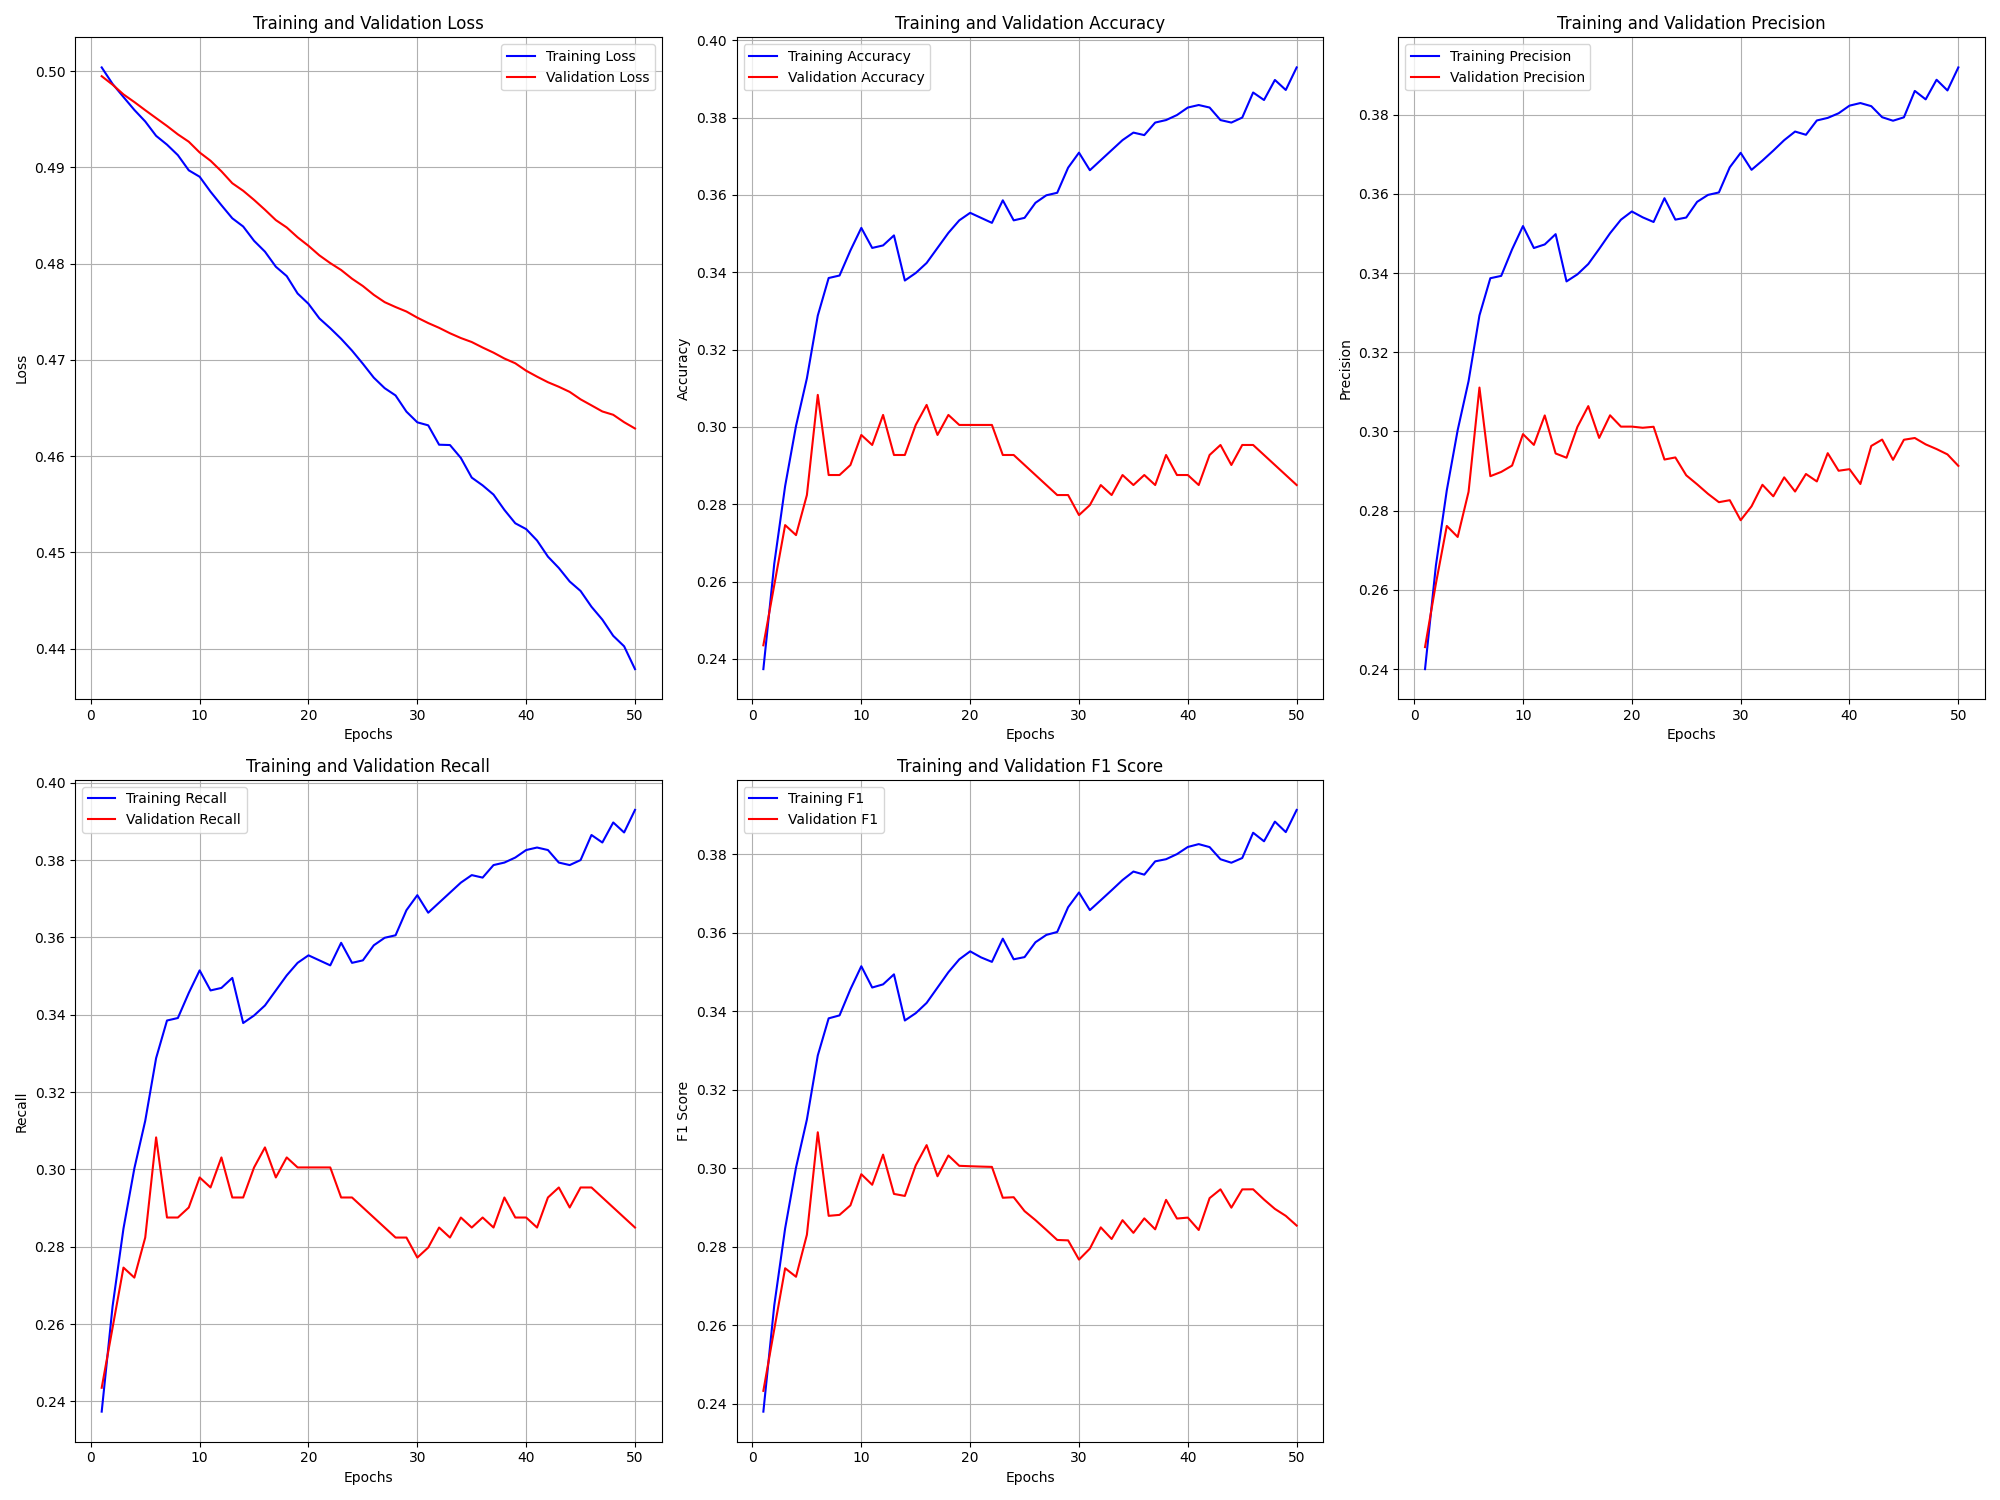 Training and Validation Loss
Training Loss
Validation Loss
0.50
0.49
0.48
0.47
0.46
0.45
0.44
Loss
0 10 20 30 40 50
Epochs
Training and Validation Accuracy
Training Accuracy
Validation Accuracy
0.40
0.38
0.36
0.34
0.32
0.30
0.28
0.26
0.24
Accuracy
0 10 20 30 40 50
Epochs
Training and Validation Precision
Training Precision
Validation Precision
0.38
0.36
0.34
0.32
0.30
0.28
0.26
0.24
Precision
0 10 20 30 40 50
Epochs
Training and Validation Recall
Training Recall
Validation Recall
0.40
0.38
0.36
0.34
0.32
0.30
0.28
0.26
0.24
Recall
0 10 20 30 40 50
Epochs
Training and Validation F1 Score
Training F1
Validation F1
0.38
0.36
0.34
0.32
0.30
0.28
0.26
0.24
F1 Score
0 10 20 30 40 50
Epochs